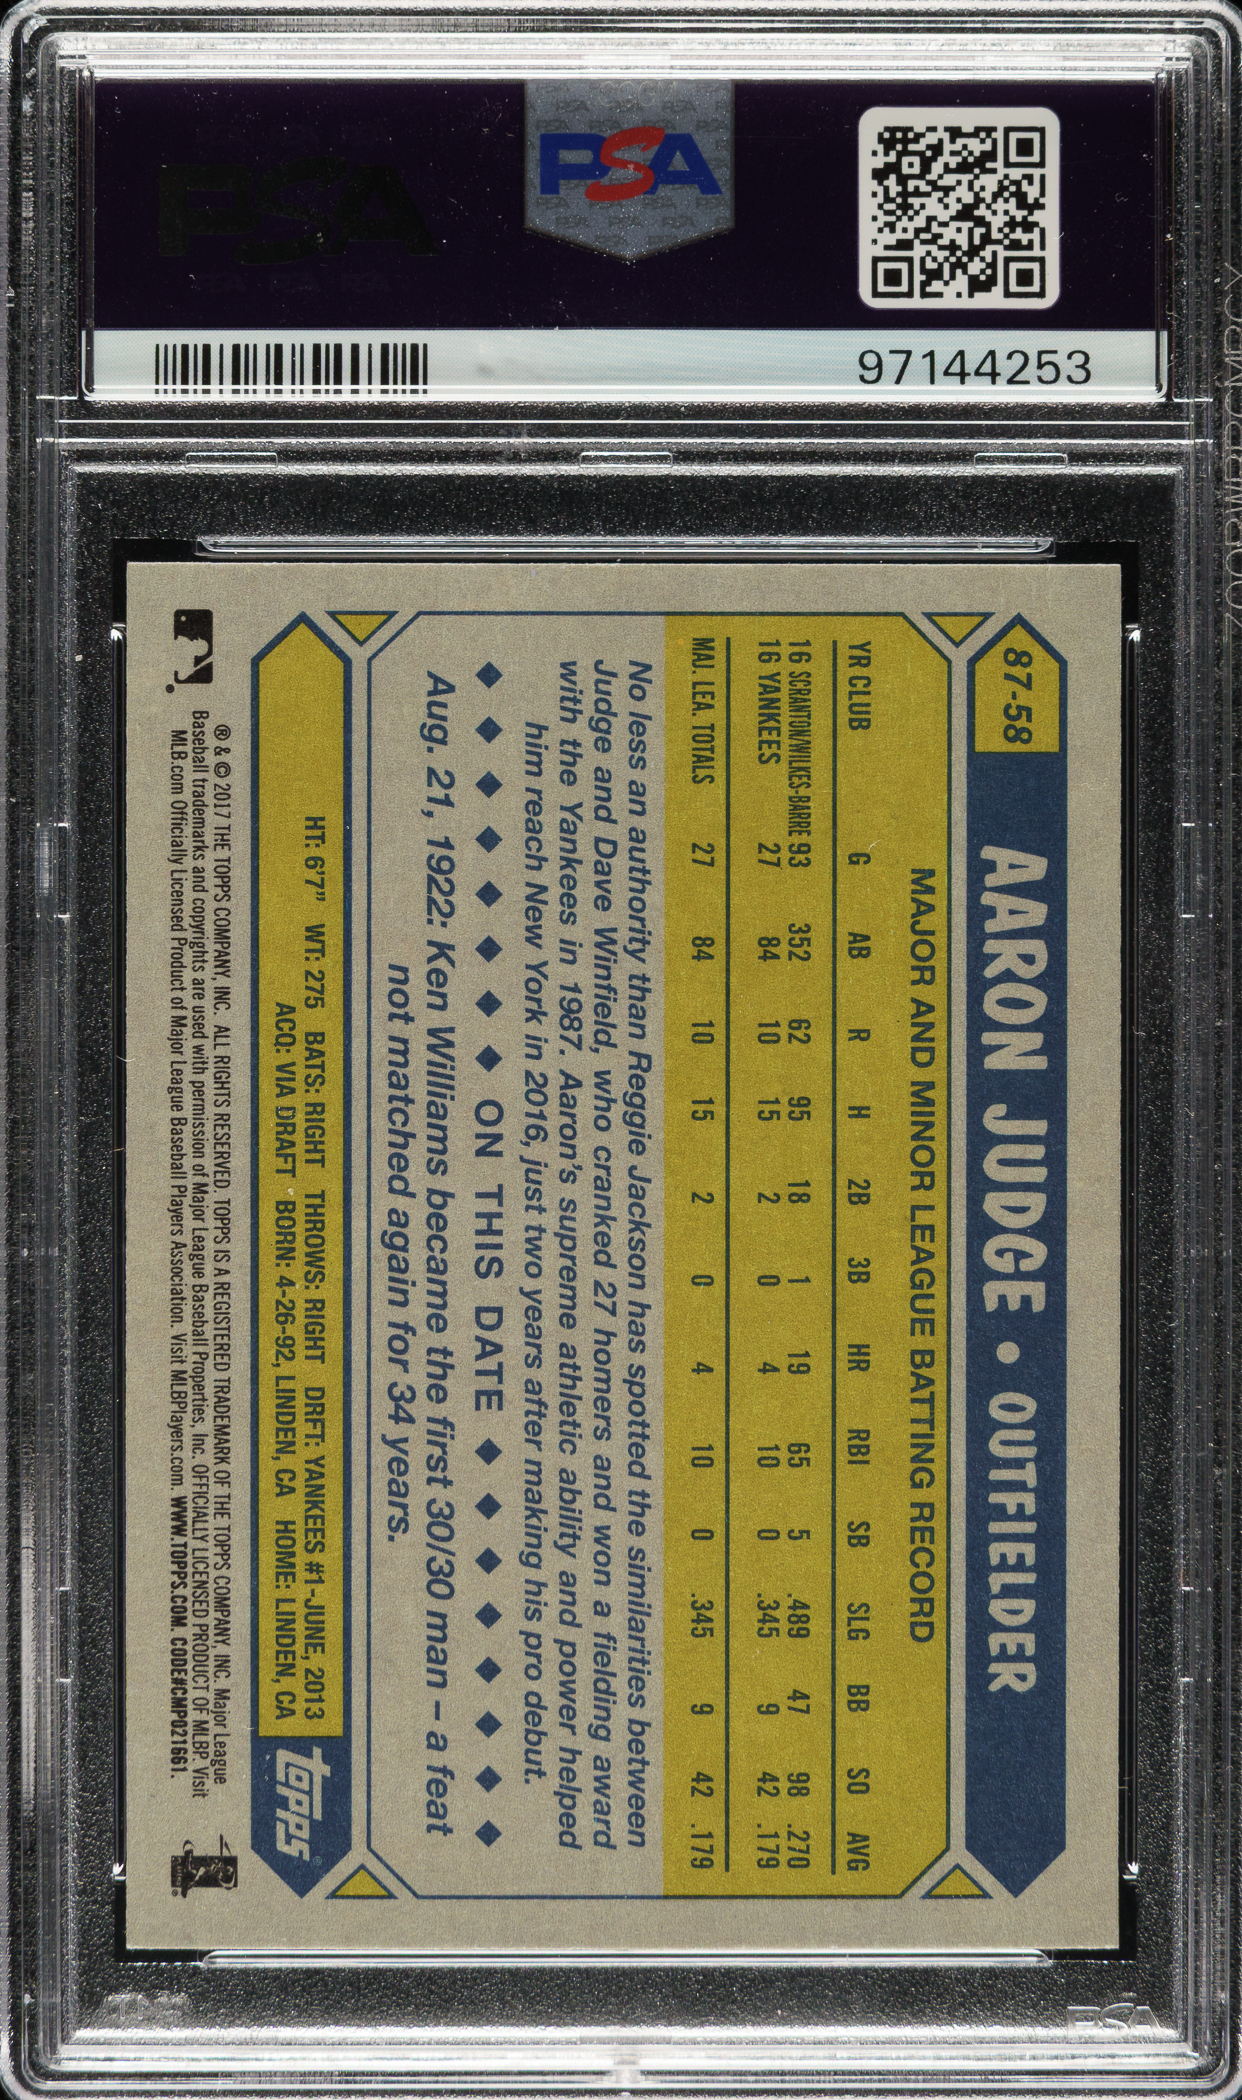 PSA
PSA
97144253
87-58
AARON JUDGE • OUTFIELDER
MAJOR AND MINOR LEAGUE BATTING RECORD
YR CLUB G AB R H 2B 3B HR RBI SB SLG BB SO AVG
16 SCRANTON/WILKES-BARRE 93 352 62 95 18 1 19 65 5 .489 47 98 .270
16 YANKEES 27 84 10 15 2 0 4 10 0 .345 9 42 .179
MAJ. LEA. TOTALS 27 84 10 15 2 0 4 10 0 .345 9 42 .179
No less an authority than Reggie Jackson has spotted the similarities between
Judge and Dave Winfield, who cranked 27 homers and won a fielding award
with the Yankees in 1987. Aaron's supreme athletic ability and power helped
him reach New York in 2016, just two years after making his pro debut.
ON THIS DATE
Aug. 21, 1922: Ken Williams became the first 30/30 man – a feat
not matched again for 34 years.
HT: 6'7" WT: 275 BATS: RIGHT THROWS: RIGHT DRFT: YANKEES #1-JUNE, 2013
ACQ: VIA DRAFT BORN: 4-26-92, LINDEN, CA HOME: LINDEN, CA
topps
® & © 2017 THE TOPPS COMPANY, INC. ALL RIGHTS RESERVED. TOPPS IS A REGISTERED TRADEMARK OF THE TOPPS COMPANY, INC. Major League
Baseball trademarks and copyrights are used with permission of Major League Baseball Properties, Inc. OFFICIALLY LICENSED PRODUCT OF MLBP. Visit
MLB.com Officially Licensed Product of Major League Baseball Players Association. Visit MLBPlayers.com. WWW.TOPPS.COM. CODE#CMP021661.
PSA